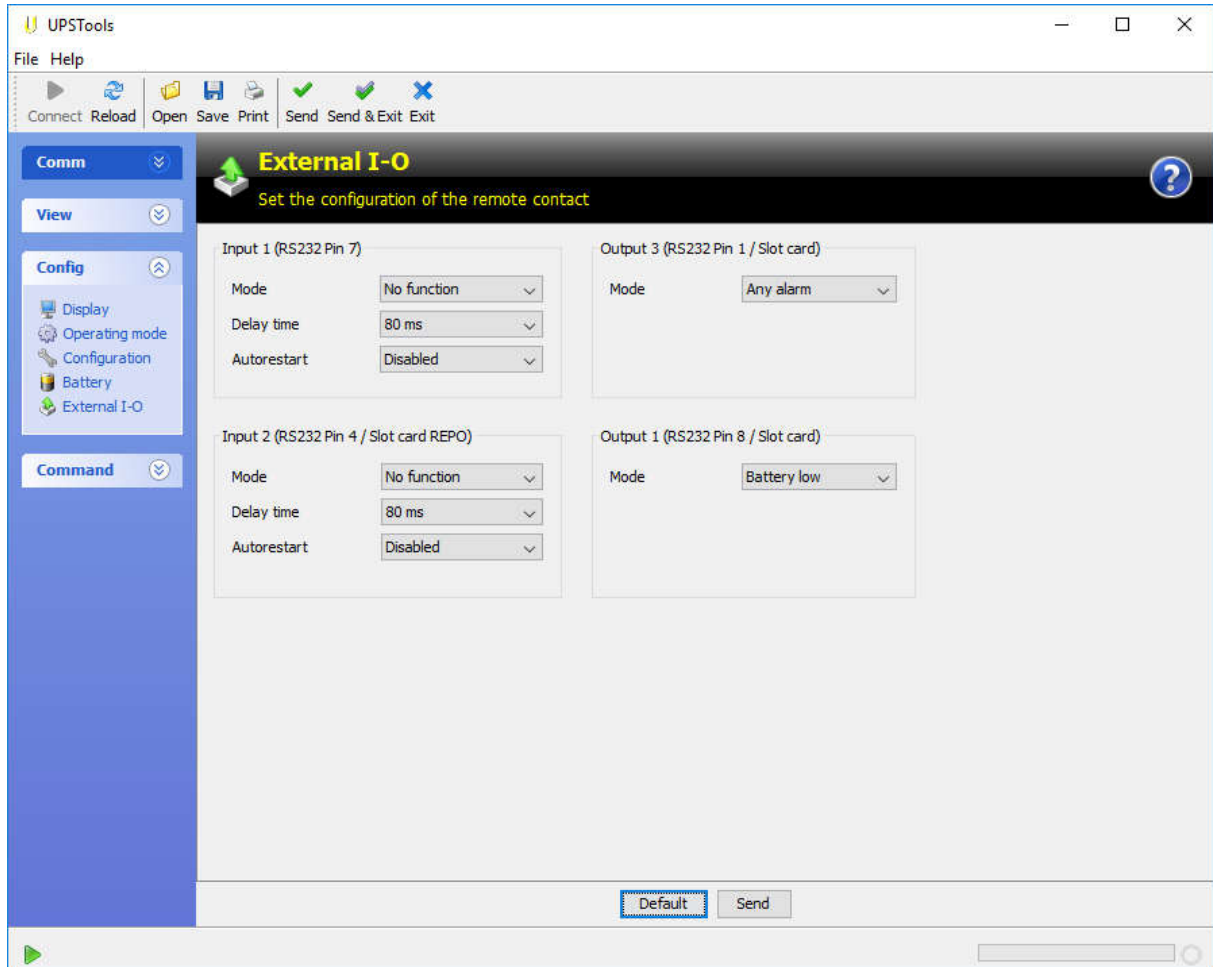 UPSTools
File Help
Connect Reload Open Save Print Send Send & Exit Exit
Comm
View
Config
Display
Operating mode
Configuration
Battery
External I-O
Command
External I-O
Set the configuration of the remote contact
?
Input 1 (RS232 Pin 7)
Mode No function
Delay time 80 ms
Autorestart Disabled
Output 3 (RS232 Pin 1 / Slot card)
Mode Any alarm
Input 2 (RS232 Pin 4 / Slot card REPO)
Mode No function
Delay time 80 ms
Autorestart Disabled
Output 1 (RS232 Pin 8 / Slot card)
Mode Battery low
Default Send